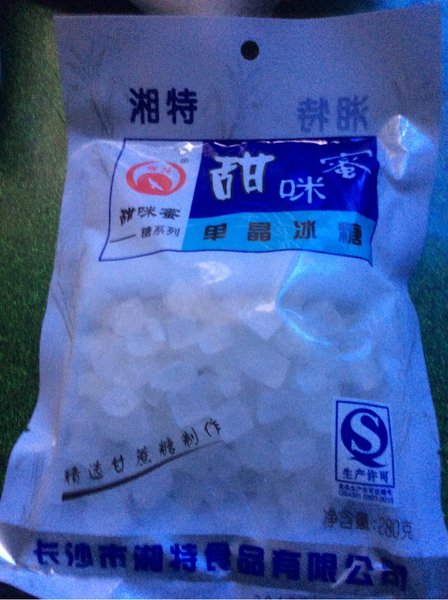 湘特
甜咪蜜
单晶冰糖
®
甜咪蜜
——糖系列
精选甘蔗糖制作
QS
生产许可
净含量:280克
长沙市湘特食品有限公司